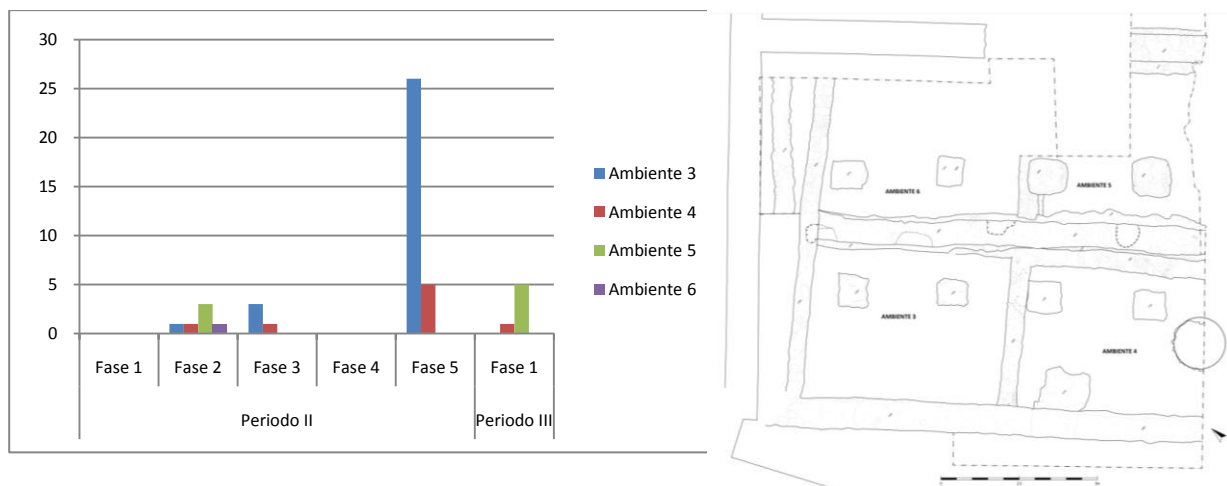 30
25
20
15
10
5
0
Fase 1 Fase 2 Fase 3 Fase 4 Fase 5 Fase 1
Periodo II Periodo III
Ambiente 3
Ambiente 4
Ambiente 5
Ambiente 6
AMBIENTE 6
AMBIENTE 5
AMBIENTE 3
AMBIENTE 4